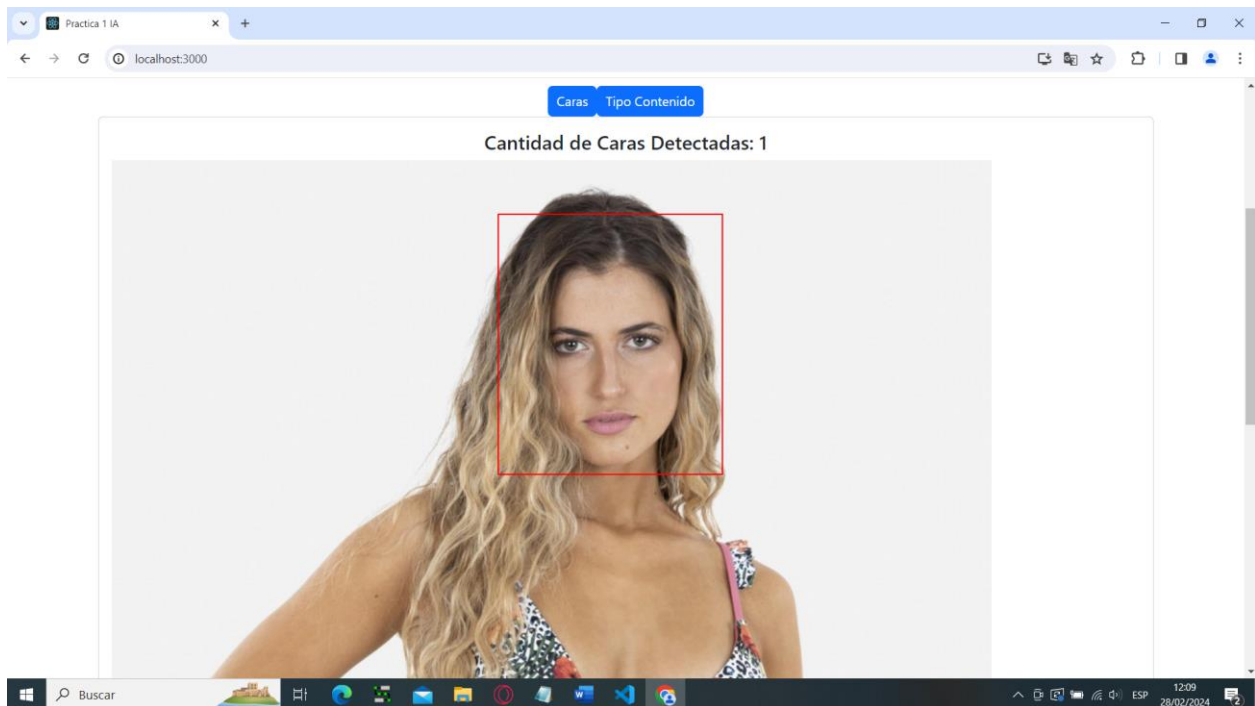 Practica 1 IA
localhost:3000
Caras Tipo Contenido
Cantidad de Caras Detectadas: 1
Buscar
ESP
12:09
28/02/2024
2